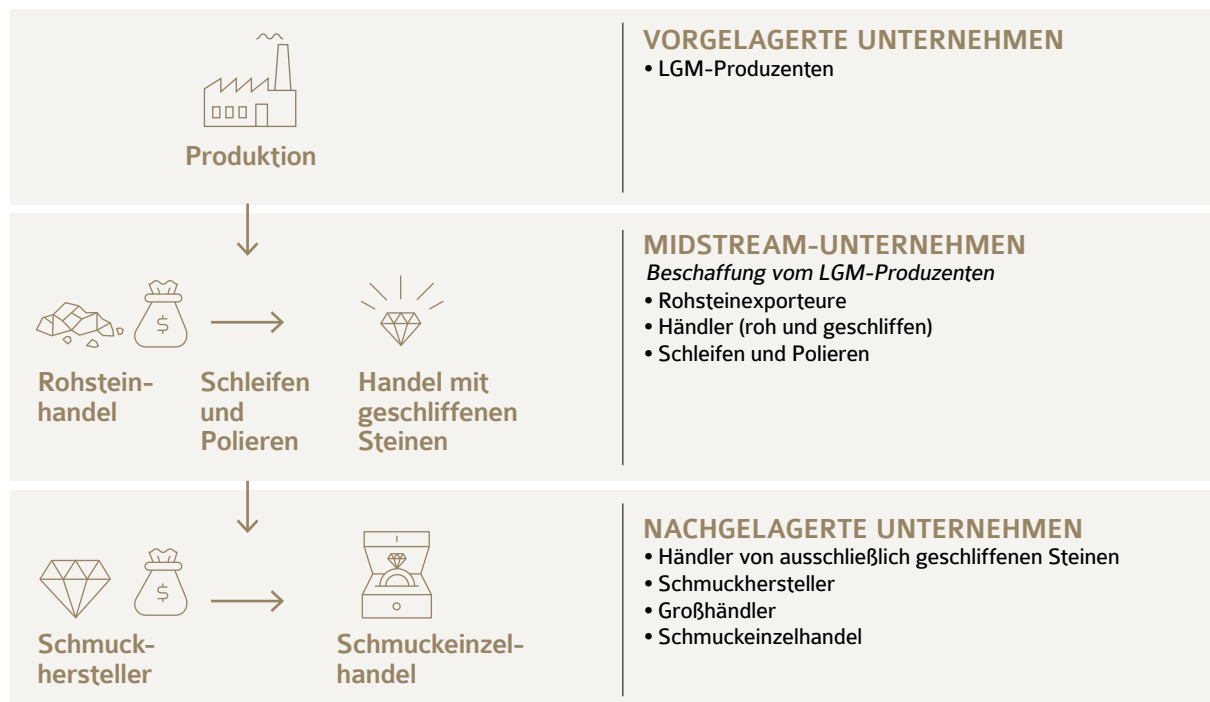 VORGELAGERTE UNTERNEHMEN
• LGM-Produzenten
Produktion
MIDSTREAM-UNTERNEHMEN
Beschaffung vom LGM-Produzenten
• Rohsteinexporteure
• Händler (roh und geschliffen)
• Schleifen und Polieren
$
Rohstein-
handel
Schleifen
und
Polieren
Handel mit
geschliffenen
Steinen
NACHGELAGERTE UNTERNEHMEN
• Händler von ausschließlich geschliffenen Steinen
• Schmuckhersteller
• Großhändler
• Schmuckeinzelhandel
$
Schmuck-
hersteller
Schmuckeinzel-
handel